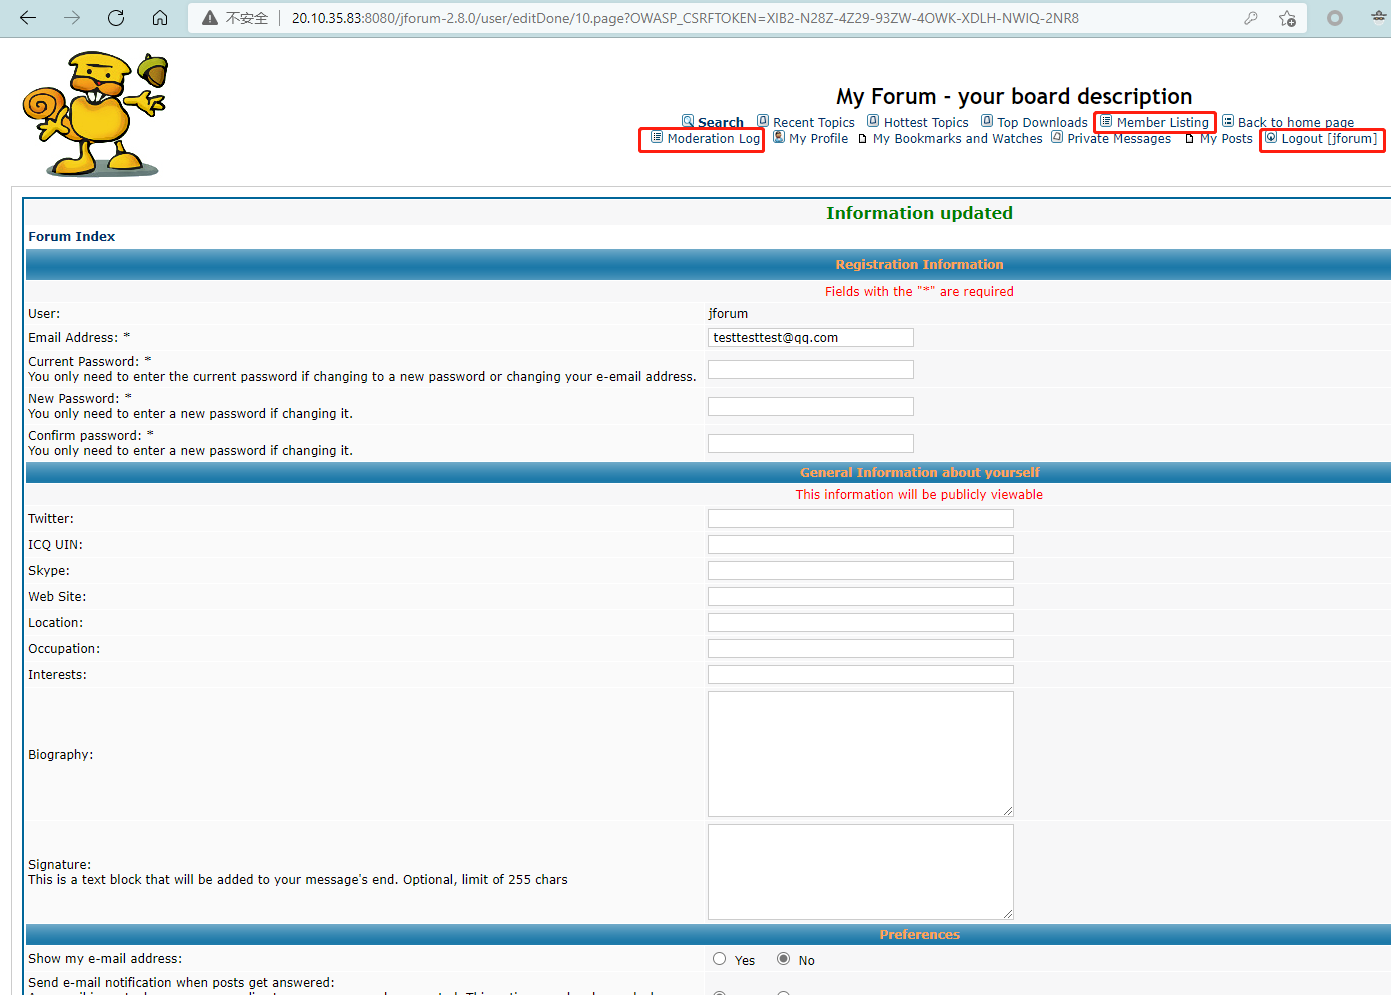 不安全 20.10.35.83:8080/jforum-2.8.0/user/editDone/10.page?OWASP_CSRFTOKEN=XIB2-N28Z-4Z29-93ZW-4OWK-XDLH-NWIQ-2NR8
My Forum - your board description
Search Recent Topics Hottest Topics Top Downloads Member Listing Back to home page
Moderation Log My Profile My Bookmarks and Watches Private Messages My Posts Logout [jforum]
Information updated
Forum Index
Registration Information
Fields with the "*" are required
User: jforum
Email Address: * testtesttest@qq.com
Current Password: *
You only need to enter the current password if changing to a new password or changing your e-email address.
New Password: *
You only need to enter a new password if changing it.
Confirm password: *
You only need to enter a new password if changing it.
General Information about yourself
This information will be publicly viewable
Twitter:
ICQ UIN:
Skype:
Web Site:
Location:
Occupation:
Interests:
Biography:
Signature:
This is a text block that will be added to your message's end. Optional, limit of 255 chars
Preferences
Show my e-mail address: Yes No
Send e-mail notification when posts get answered: